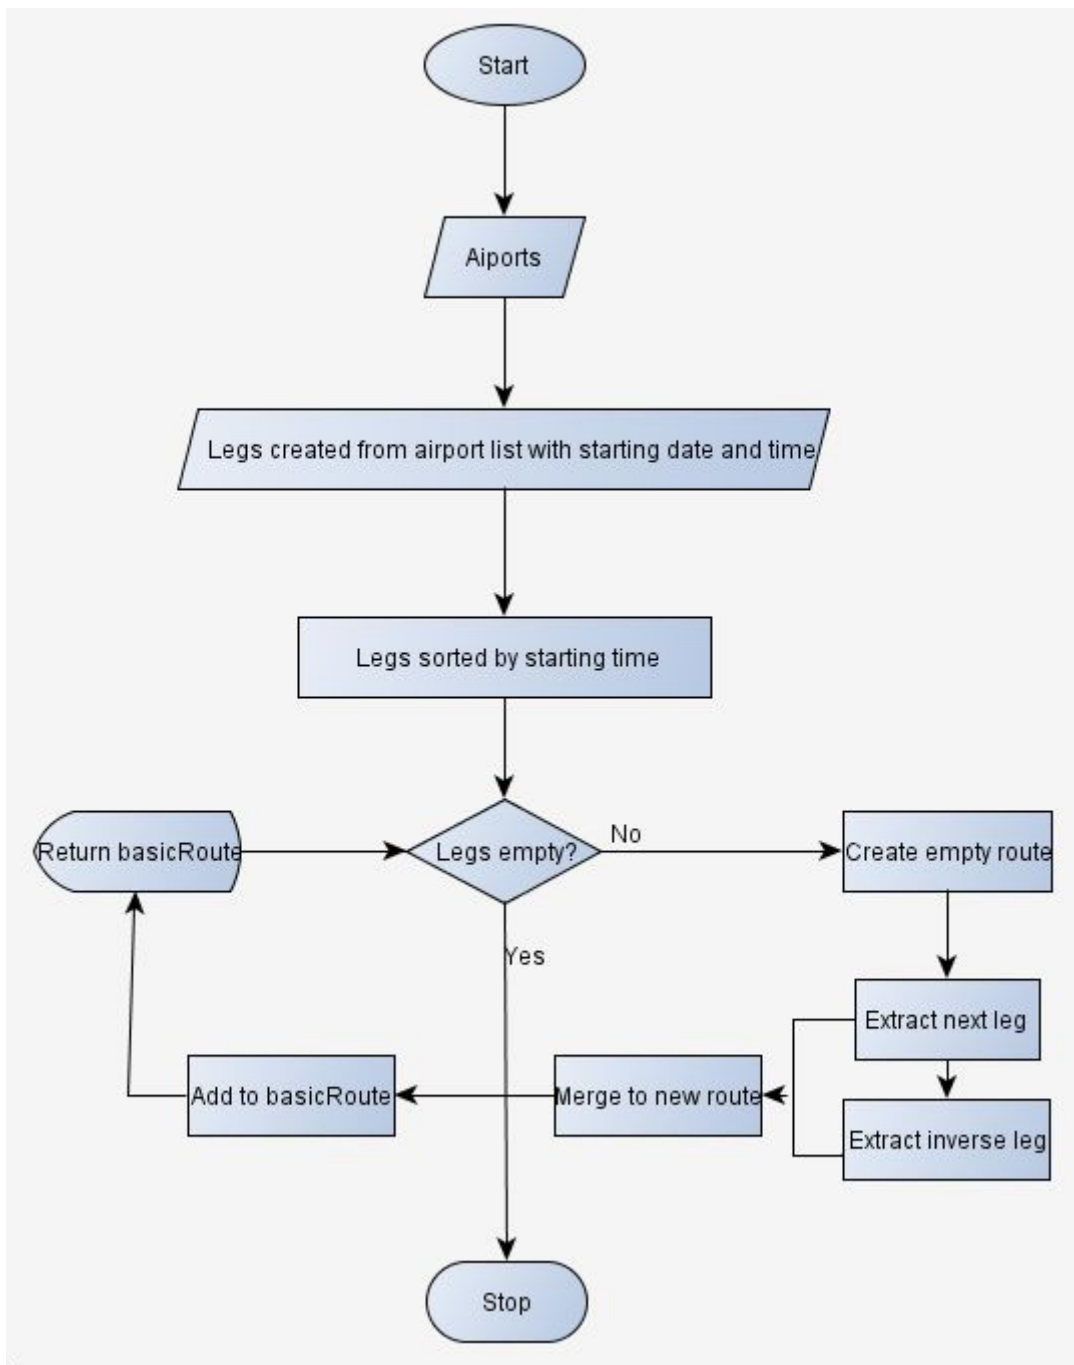 Start
Aiports
Legs created from airport list with starting date and time
Legs sorted by starting time
Return basicRoute
Legs empty?
No
Create empty route
Yes
Extract next leg
Add to basicRoute
Merge to new route
Extract inverse leg
Stop